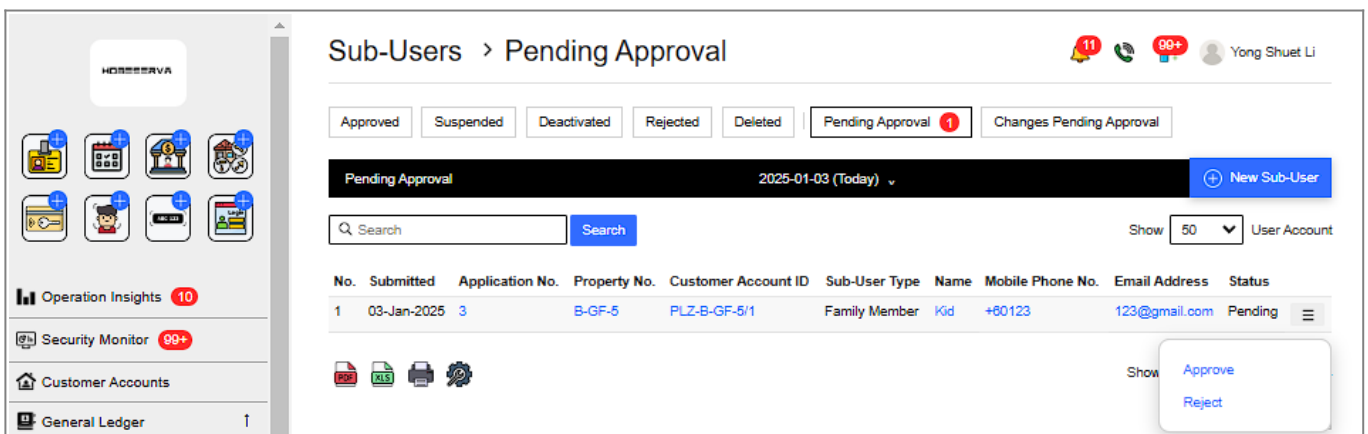 HOMESERVA
Sub-Users > Pending Approval
11
99+
Yong Shuet Li
Approved
Suspended
Deactivated
Rejected
Deleted
Pending Approval 1
Changes Pending Approval
Pending Approval
2025-01-03 (Today)
New Sub-User
Search
Search
Show 50 User Account
No. Submitted Application No. Property No. Customer Account ID Sub-User Type Name Mobile Phone No. Email Address Status
1 03-Jan-2025 3 B-GF-5 PLZ-B-GF-5/1 Family Member Kid +60123 123@gmail.com Pending
PDF
XLS
Show
Approve
Reject
Login
ABC 123
Operation Insights 10
Security Monitor 99+
Customer Accounts
General Ledger